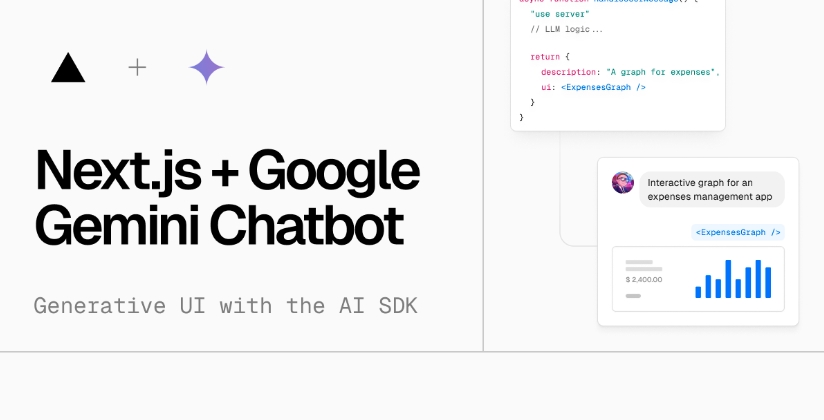 Next.js + Google
Gemini Chatbot
Generative UI with the AI SDK
"use server"
// LLM logic...
return {
description: "A graph for expenses",
ui: <ExpensesGraph />
}
}
Interactive graph for an
expenses management app
<ExpensesGraph />
$ 2.400.00